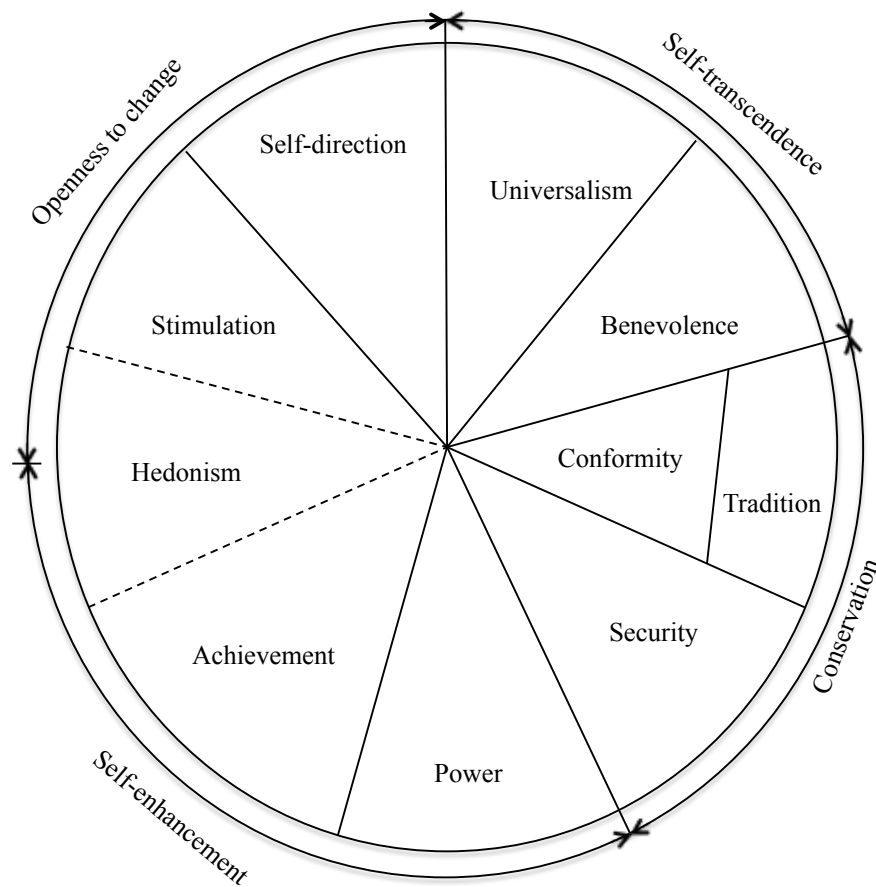 Self-transcendence
Openness to change
Self-direction
Universalism
Stimulation
Benevolence
Conformity
Hedonism
Tradition
Security
Achievement
Conservation
Power
Self-enhancement